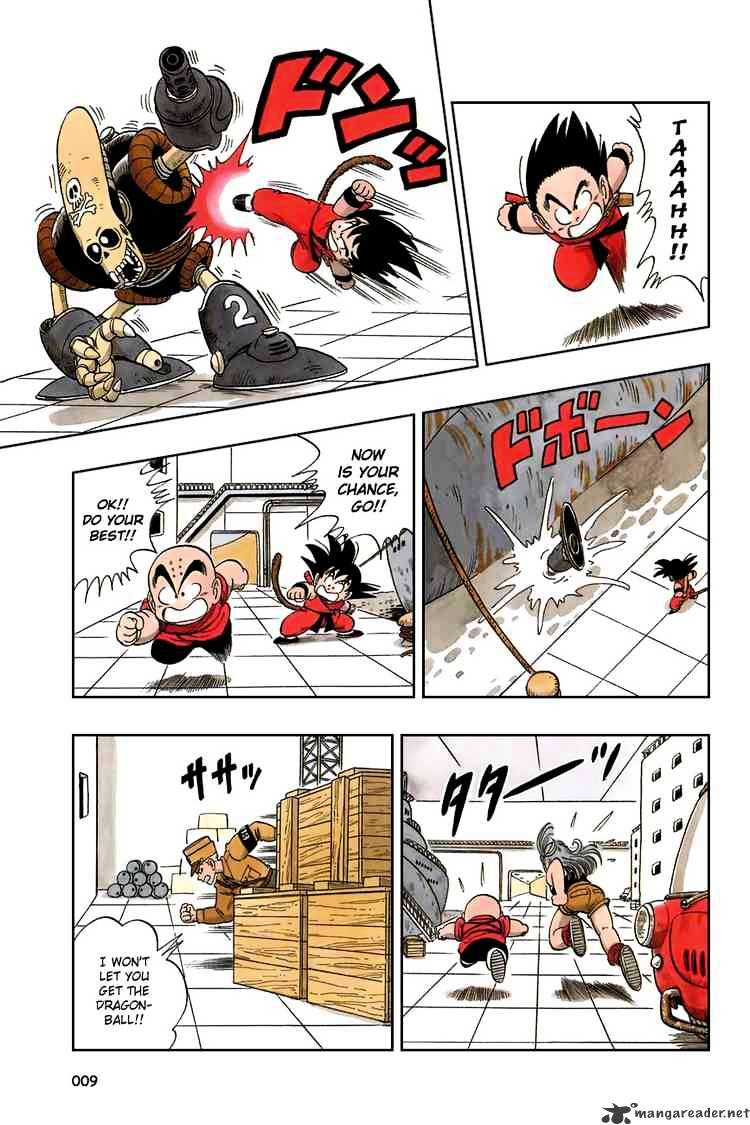 TAAAHH!!
ドンッ
2
ドボーン
NOW
IS YOUR
CHANCE,
GO!!
OK!!
DO YOUR
BEST!!
タターッ
ササッ
I WON'T
LET YOU
GET THE
DRAGON-
BALL!!
009
mangareader.net